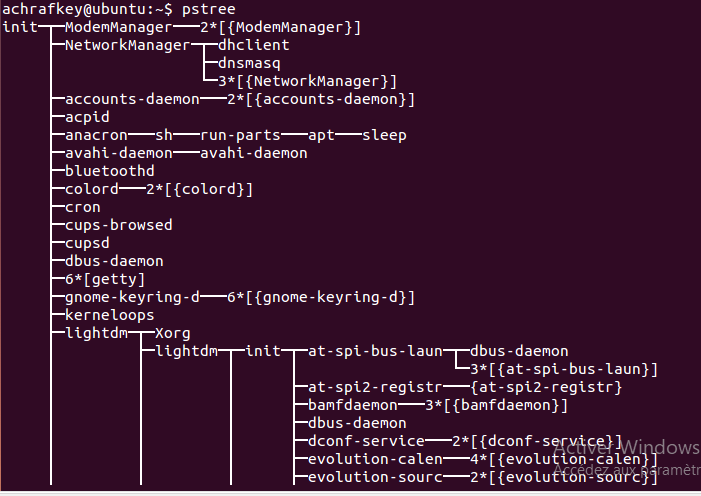 achrafkey@ubuntu:~$ pstree
init─┬─ModemManager───2*[{ModemManager}]
     ├─NetworkManager─┬─dhclient
     │                ├─dnsmasq
     │                └─3*[{NetworkManager}]
     ├─accounts-daemon───2*[{accounts-daemon}]
     ├─acpid
     ├─anacron───sh───run-parts───apt───sleep
     ├─avahi-daemon───avahi-daemon
     ├─bluetoothd
     ├─colord───2*[{colord}]
     ├─cron
     ├─cups-browsed
     ├─cupsd
     ├─dbus-daemon
     ├─6*[getty]
     ├─gnome-keyring-d───6*[{gnome-keyring-d}]
     ├─kerneloops
     ├─lightdm─┬─Xorg
     │         ├─lightdm─┬─init─┬─at-spi-bus-laun─┬─dbus-daemon
     │         │         │      │                 └─3*[{at-spi-bus-laun}]
     │         │         │      ├─at-spi2-registr───{at-spi2-registr}
     │         │         │      ├─bamfdaemon───3*[{bamfdaemon}]
     │         │         │      ├─dbus-daemon
     │         │         │      ├─dconf-service───2*[{dconf-service}]
     │         │         │      ├─evolution-calen───4*[{evolution-calen}]
     │         │         │      ├─evolution-sourc───2*[{evolution-sourc}]
Activer Windows
Accédez aux paramètr